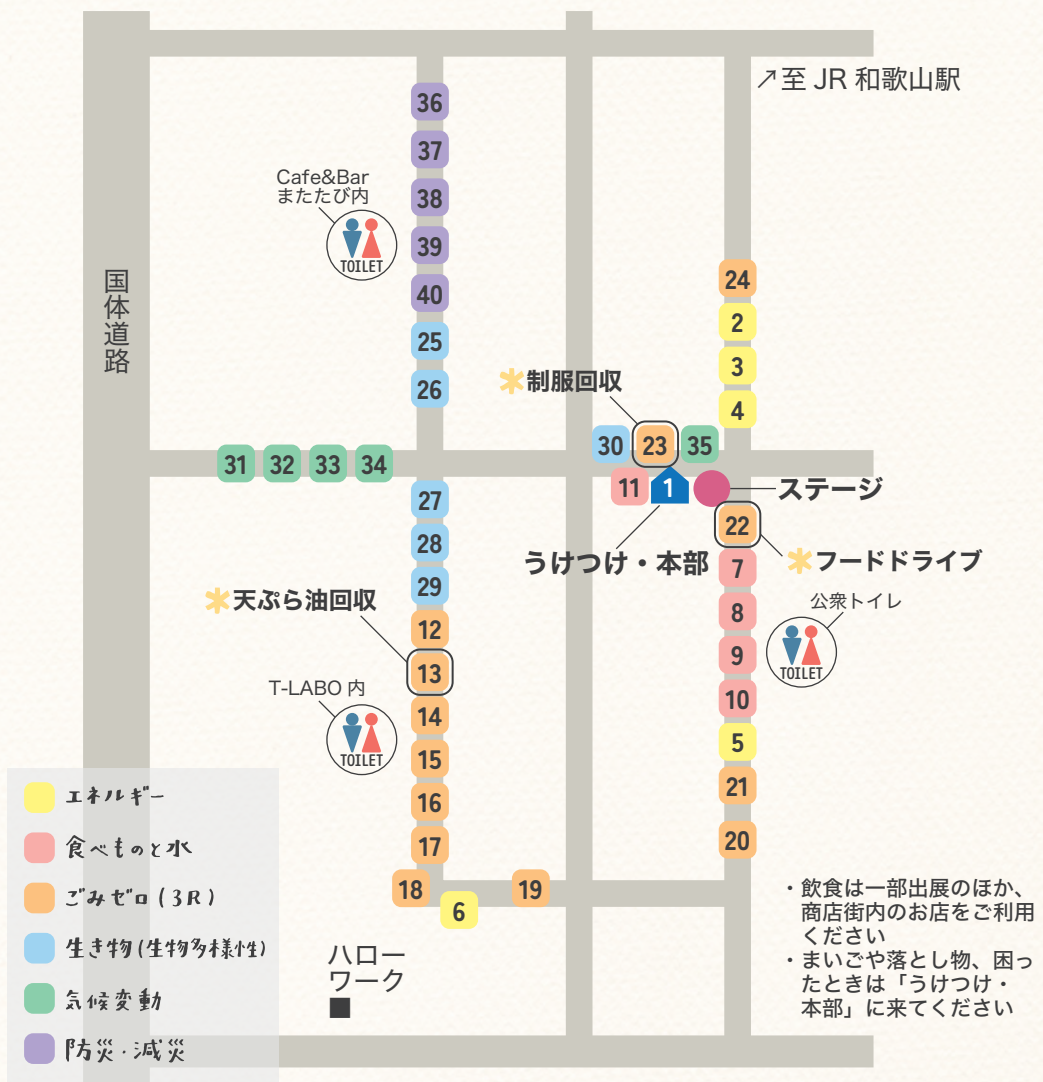 ↗至 JR 和歌山駅
36
37
Cafe&Bar
またたび内
38
39
TOILET
40
国体道路
24
2
3
4
25
26
*制服回収
30
23
35
31
32
33
34
11
1
ステージ
うけつけ・本部
22
*フードドライブ
27
28
29
7
8
9
10
公衆トイレ
TOILET
*天ぷら油回収
12
13
14
15
16
17
T-LABO 内
TOILET
5
21
20
18
6
19
エネルギー
食べものと水
ごみゼロ(3R)
生き物(生物多様性)
気候変動
防災・減災
ハロー
ワーク
■
・飲食は一部出展のほか、
商店街内のお店をご利用
ください
・まいごや落とし物、困っ
たときは「うけつけ・
本部」に来てください